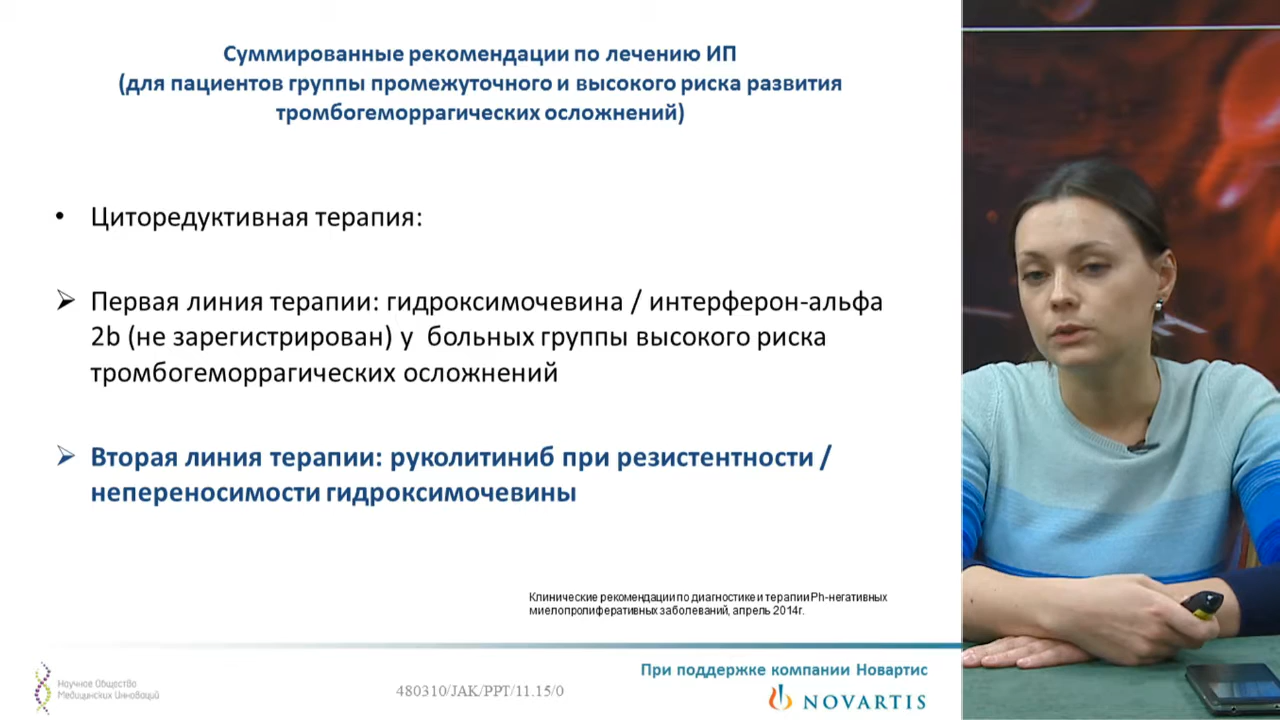 Суммированные рекомендации по лечению ИП
(для пациентов группы промежуточного и высокого риска развития
тромбогеморрагических осложнений)
• Циторедуктивная терапия:
➢ Первая линия терапии: гидроксимочевина / интерферон-альфа
2b (не зарегистрирован) у больных группы высокого риска
тромбогеморрагических осложнений
➢ Вторая линия терапии: руколитиниб при резистентности /
непереносимости гидроксимочевины
Клинические рекомендации по диагностике и терапии Ph-негативных
миелопролиферативных заболеваний, апрель 2014г.
Научное Общество
Медицинских Инноваций
480310/JAK/PPT/11.15/0
При поддержке компании Новартис
NOVARTIS